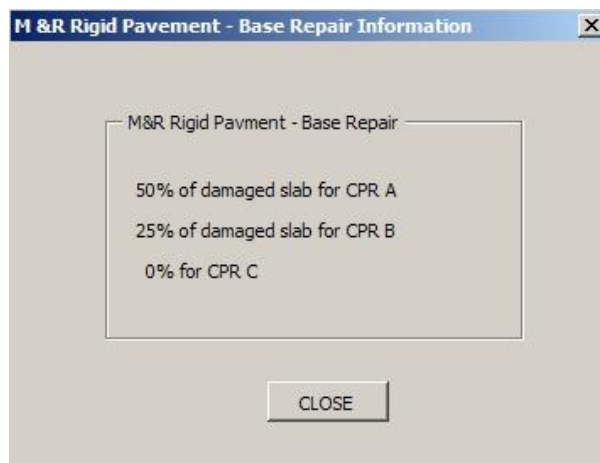 M &R Rigid Pavement - Base Repair Information
M&R Rigid Pavment - Base Repair
50% of damaged slab for CPR A
25% of damaged slab for CPR B
0% for CPR C
CLOSE